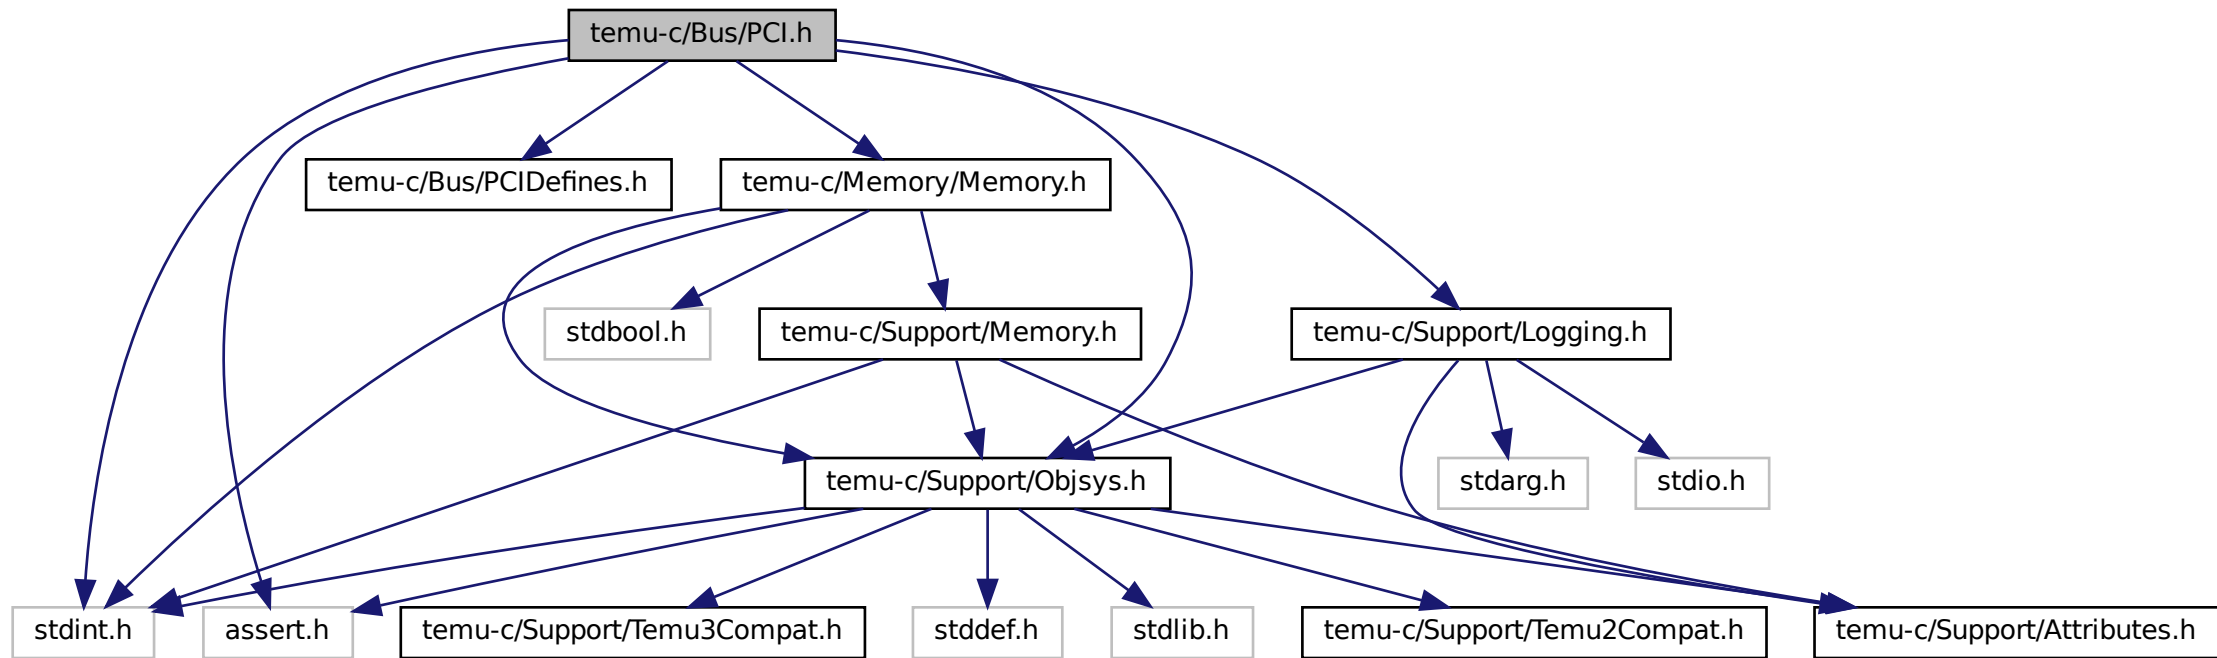 temu-c/Bus/PCI.h
temu-c/Bus/PCIDefines.h
temu-c/Memory/Memory.h
stdbool.h
temu-c/Support/Memory.h
temu-c/Support/Logging.h
temu-c/Support/Objsys.h
stdarg.h
stdio.h
stdint.h
assert.h
temu-c/Support/Temu3Compat.h
stddef.h
stdlib.h
temu-c/Support/Temu2Compat.h
temu-c/Support/Attributes.h